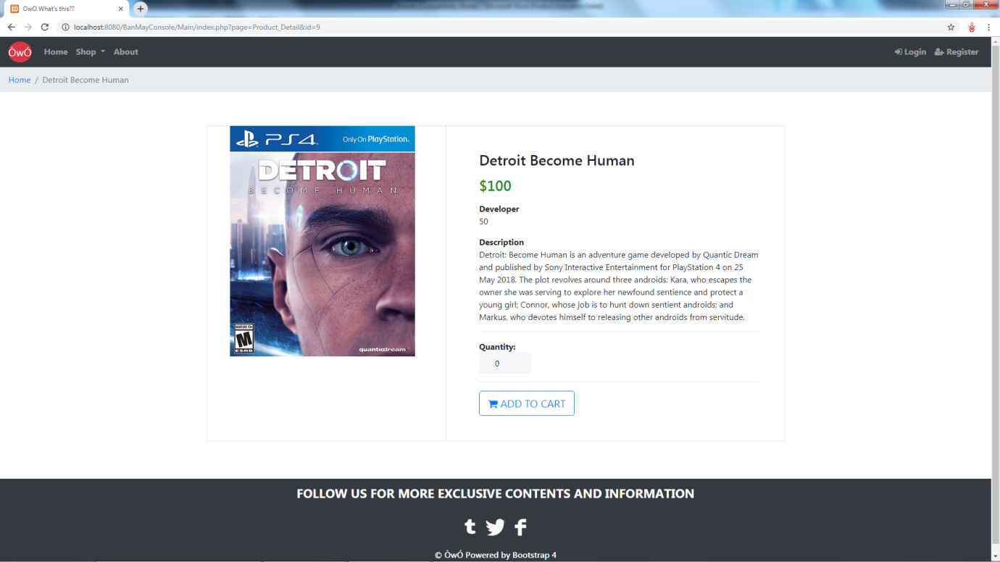 OwO What's this??
localhost:8080/BanMayConsole/Main/index.php?page=Product_Detail&id=9
ÒwÓ Home Shop About Login Register
Home / Detroit Become Human
PS4 Only On PlayStation.
DETROIT
BECOME HUMAN
MATURE 17+
M
ESRB
quanticdream
Detroit Become Human
$100
Developer
50
Description
Detroit: Become Human is an adventure game developed by Quantic Dream
and published by Sony Interactive Entertainment for PlayStation 4 on 25
May 2018. The plot revolves around three androids: Kara, who escapes the
owner she was serving to explore her newfound sentience and protect a
young girl; Connor, whose job is to hunt down sentient androids; and
Markus, who devotes himself to releasing other androids from servitude.
Quantity:
0
ADD TO CART
FOLLOW US FOR MORE EXCLUSIVE CONTENTS AND INFORMATION
© ÒwÓ Powered by Bootstrap 4